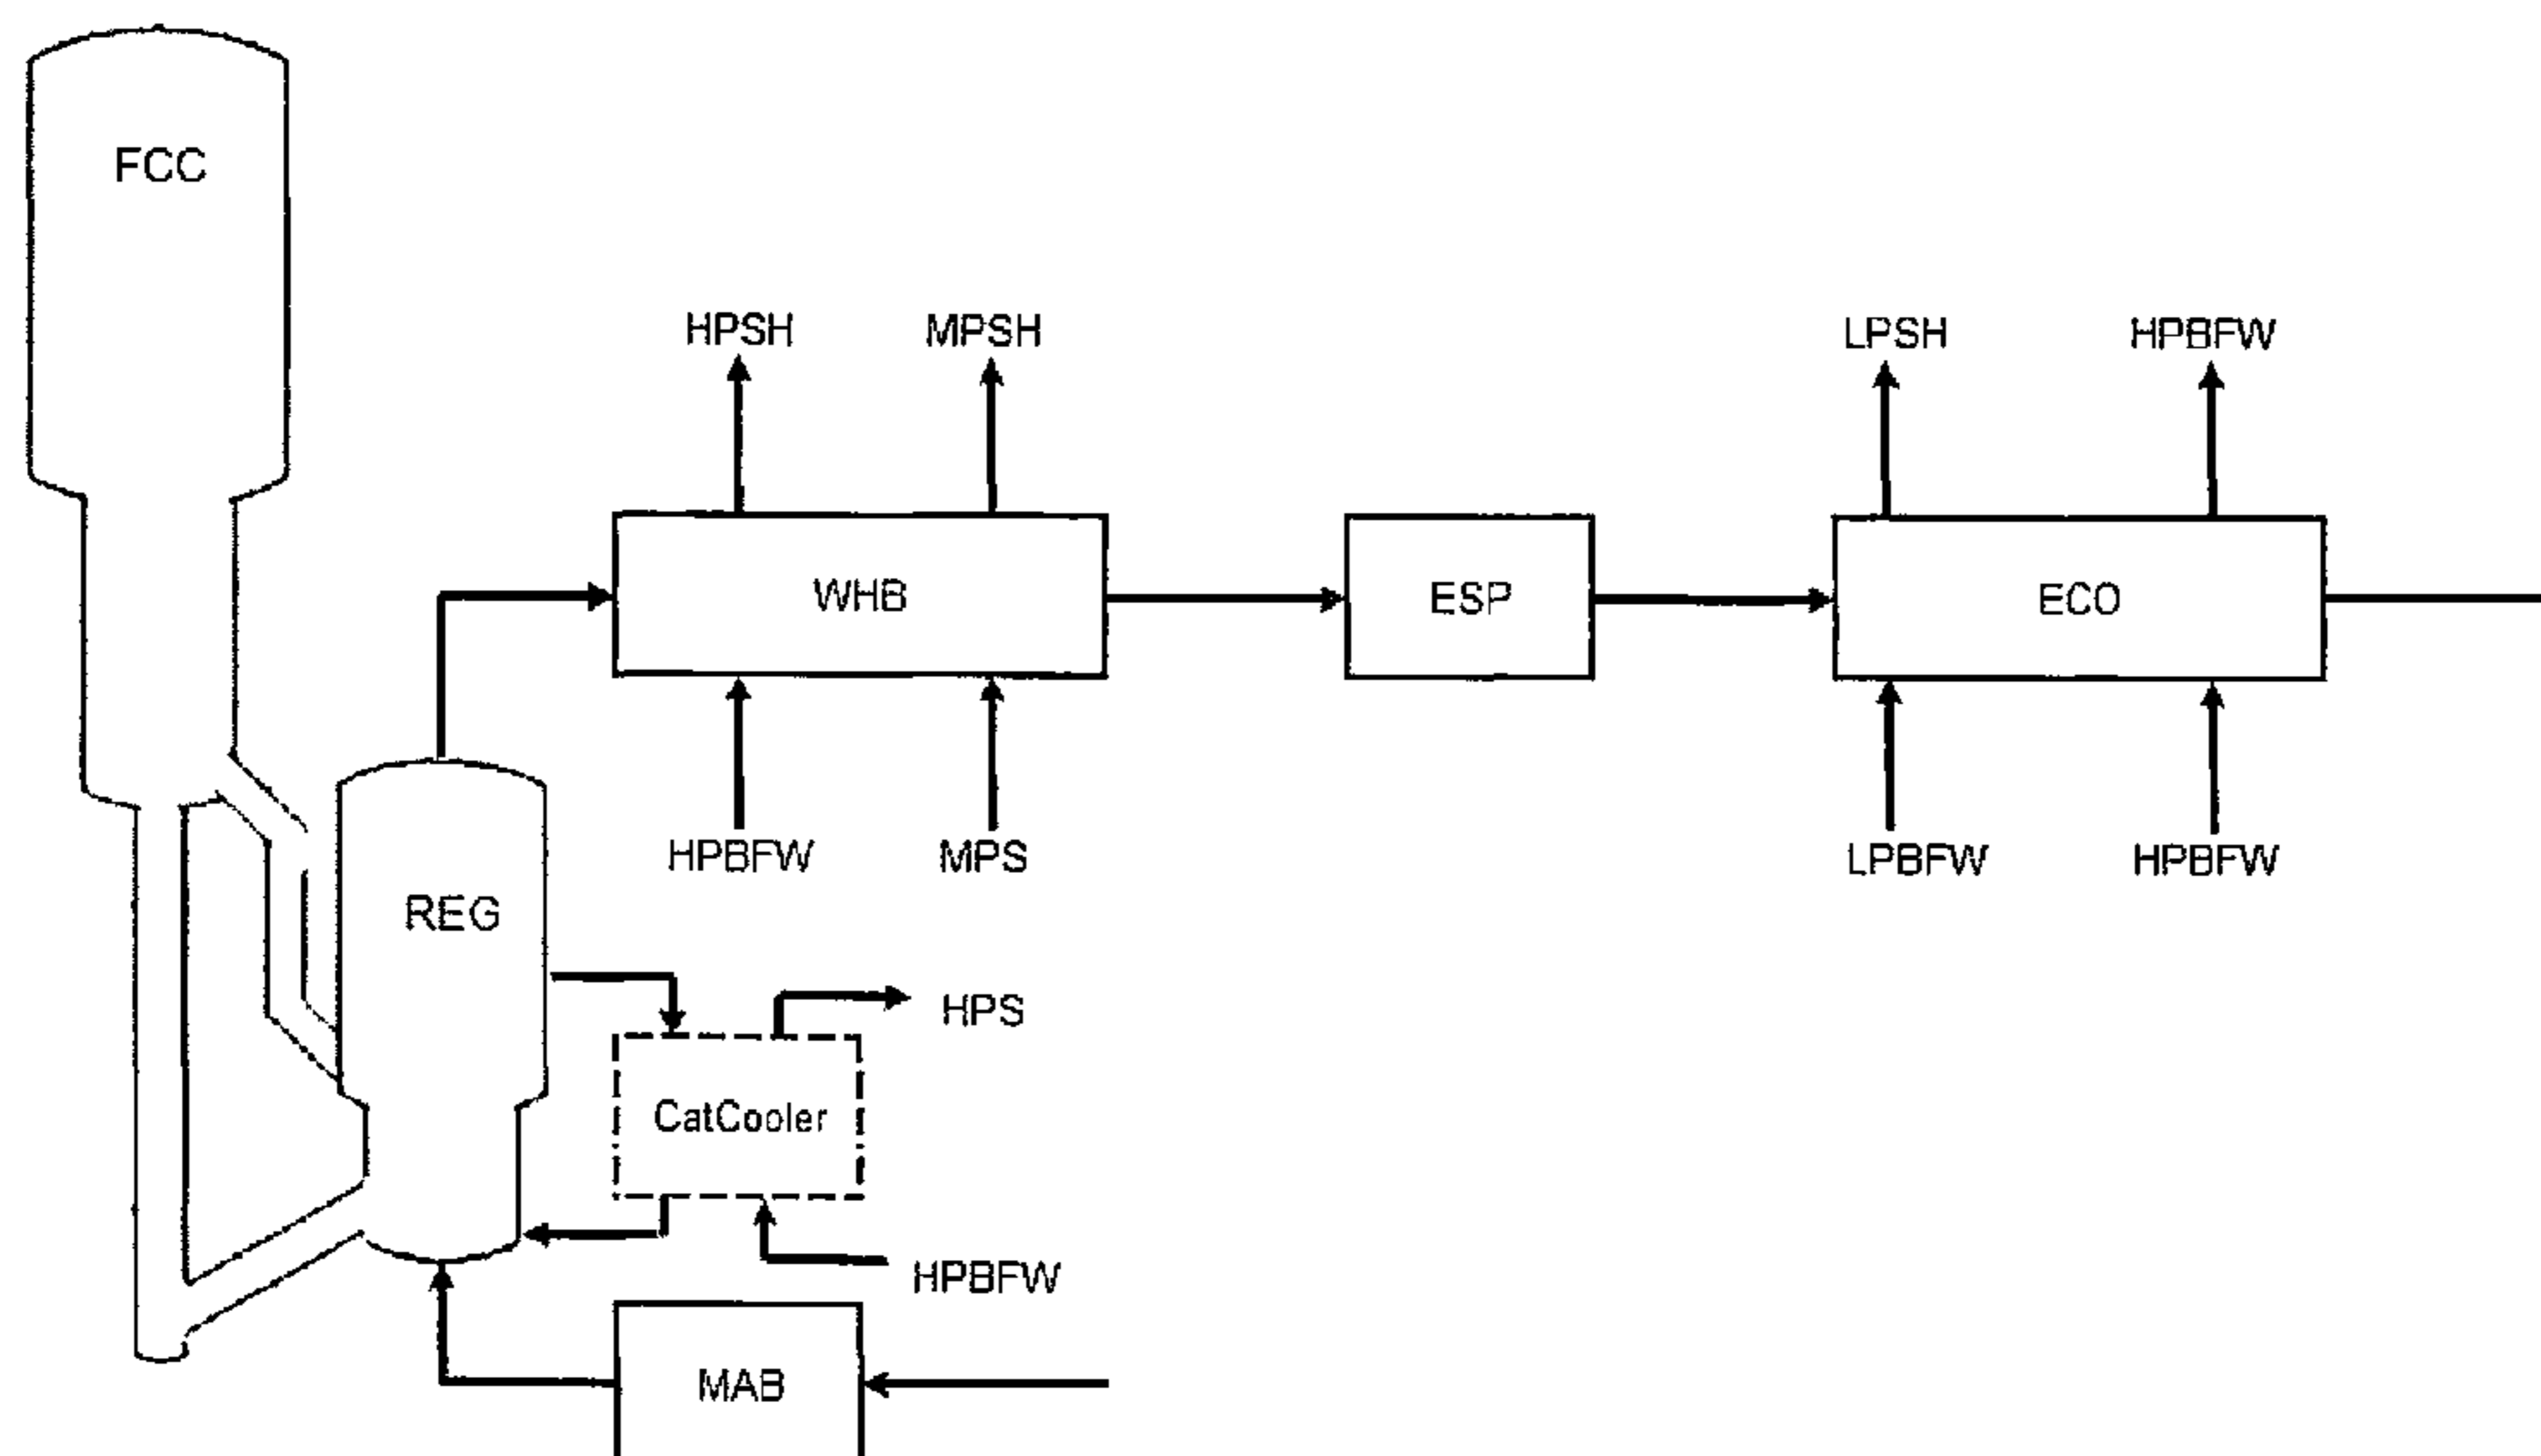 FCC
HPSH
MPSH
LPSH
HPBFW
WHB
ESP
ECO
HPBFW
MPS
LPBFW
HPBFW
REG
HPS
CatCooler
HPBFW
MAB